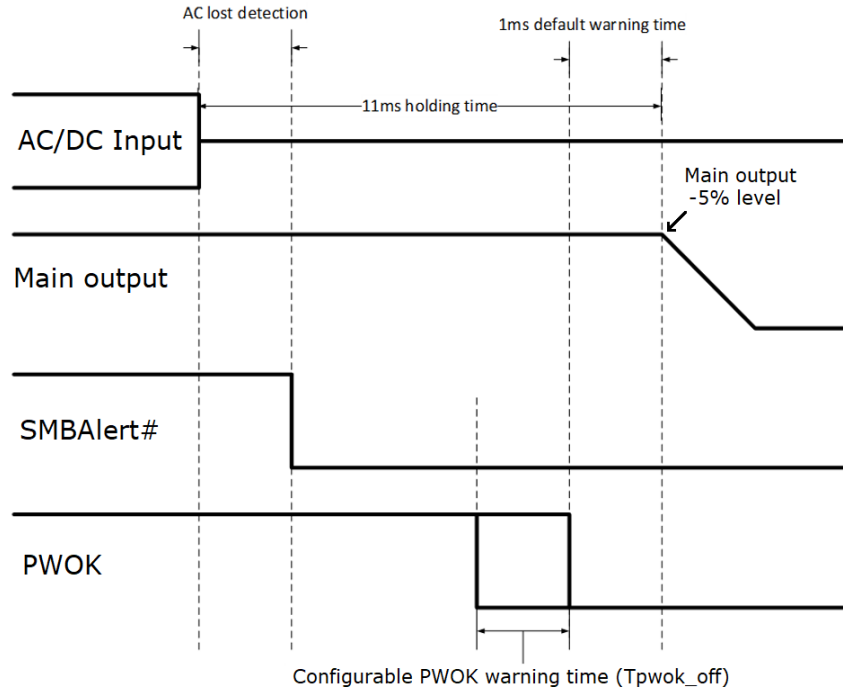 AC lost detection
1ms default warning time
11ms holding time
AC/DC Input
Main output
-5% level
Main output
SMBAlert#
PWOK
Configurable PWOK warning time (Tpwok_off)